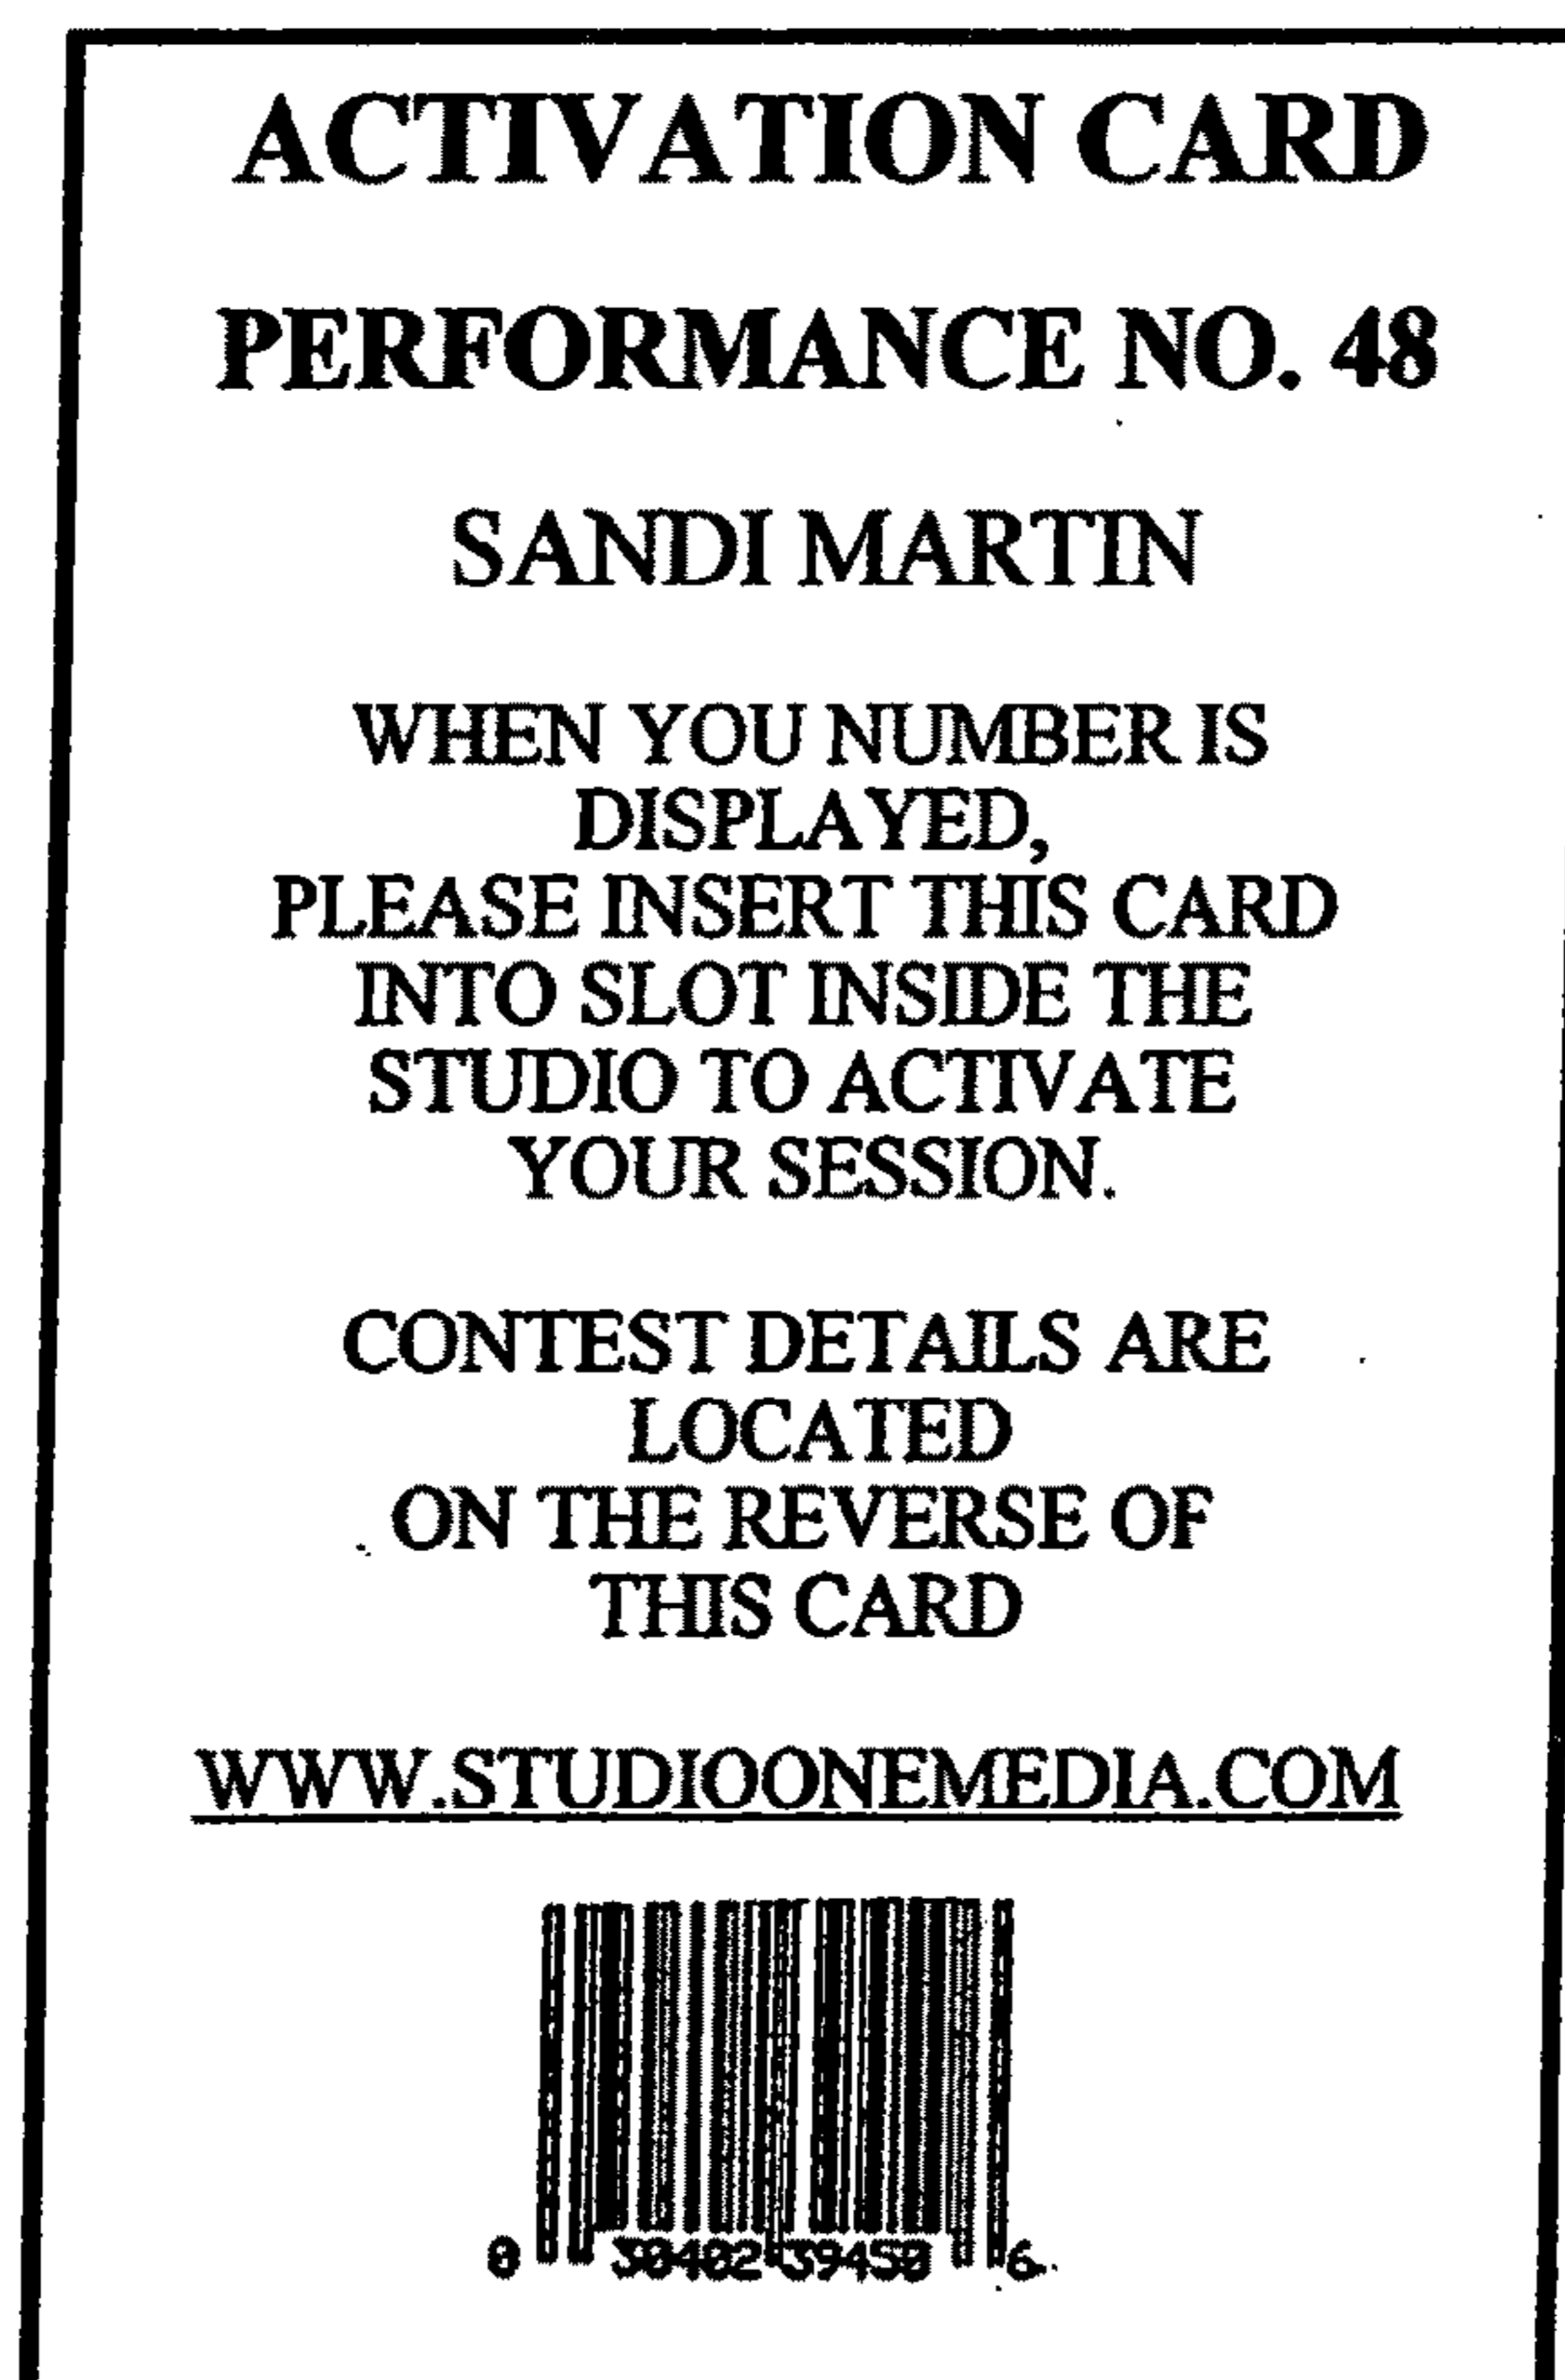 ACTIVATION CARD
PERFORMANCE NO. 48
SANDI MARTIN
WHEN YOU NUMBER IS
DISPLAYED,
PLEASE INSERT THIS CARD
INTO SLOT INSIDE THE
STUDIO TO ACTIVATE
YOUR SESSION.
CONTEST DETAILS ARE
LOCATED
ON THE REVERSE OF
THIS CARD
WWW.STUDIOONEMEDIA.COM
6